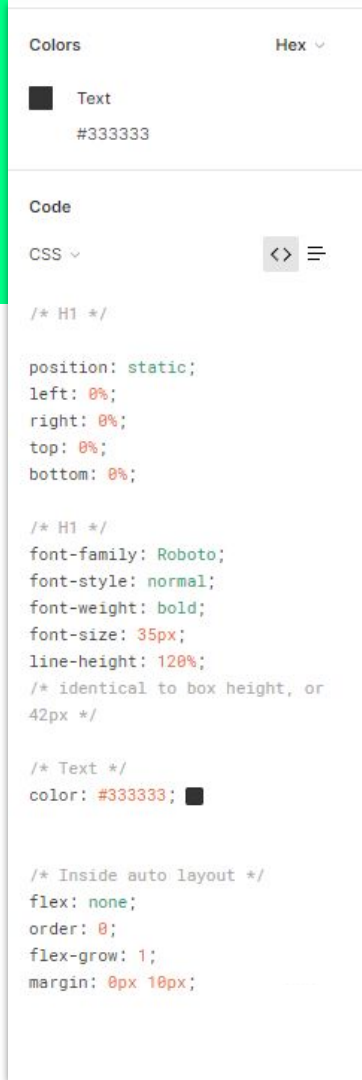 Colors Hex
Text
#333333
Code
CSS
/* H1 */
position: static;
left: 0%;
right: 0%;
top: 0%;
bottom: 0%;
/* H1 */
font-family: Roboto;
font-style: normal;
font-weight: bold;
font-size: 35px;
line-height: 120%;
/* identical to box height, or
42px */
/* Text */
color: #333333;
/* Inside auto layout */
flex: none;
order: 0;
flex-grow: 1;
margin: 0px 10px;